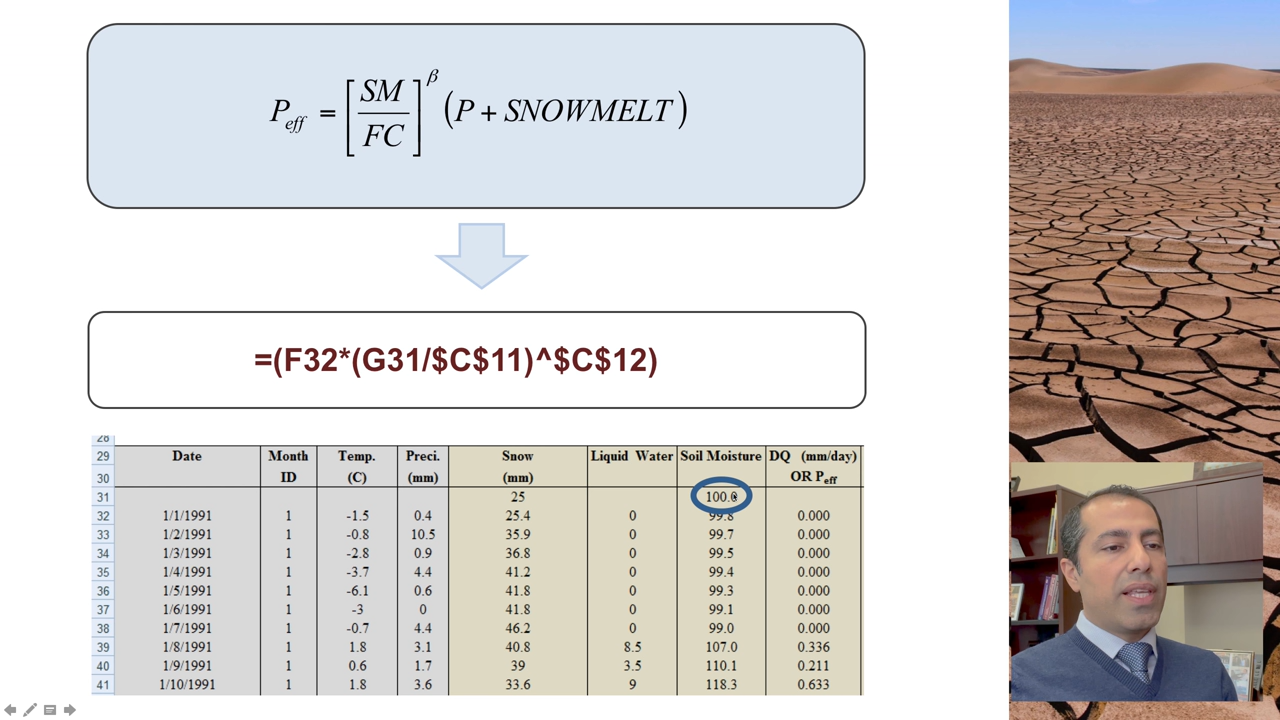 P_eff = [SM/FC]^β (P + SNOWMELT)
=(F32*(G31/$C$11)^$C$12)
28
29 Date Month Temp. Preci. Snow Liquid Water Soil Moisture DQ (mm/day)
30 ID (C) (mm) (mm) OR Peff
31 25 100.0
32 1/1/1991 1 -1.5 0.4 25.4 0 99.8 0.000
33 1/2/1991 1 -0.8 10.5 35.9 0 99.7 0.000
34 1/3/1991 1 -2.8 0.9 36.8 0 99.5 0.000
35 1/4/1991 1 -3.7 4.4 41.2 0 99.4 0.000
36 1/5/1991 1 -6.1 0.6 41.8 0 99.3 0.000
37 1/6/1991 1 -3 0 41.8 0 99.1 0.000
38 1/7/1991 1 -0.7 4.4 46.2 0 99.0 0.000
39 1/8/1991 1 1.8 3.1 40.8 8.5 107.0 0.336
40 1/9/1991 1 0.6 1.7 39 3.5 110.1 0.211
41 1/10/1991 1 1.8 3.6 33.6 9 118.3 0.633